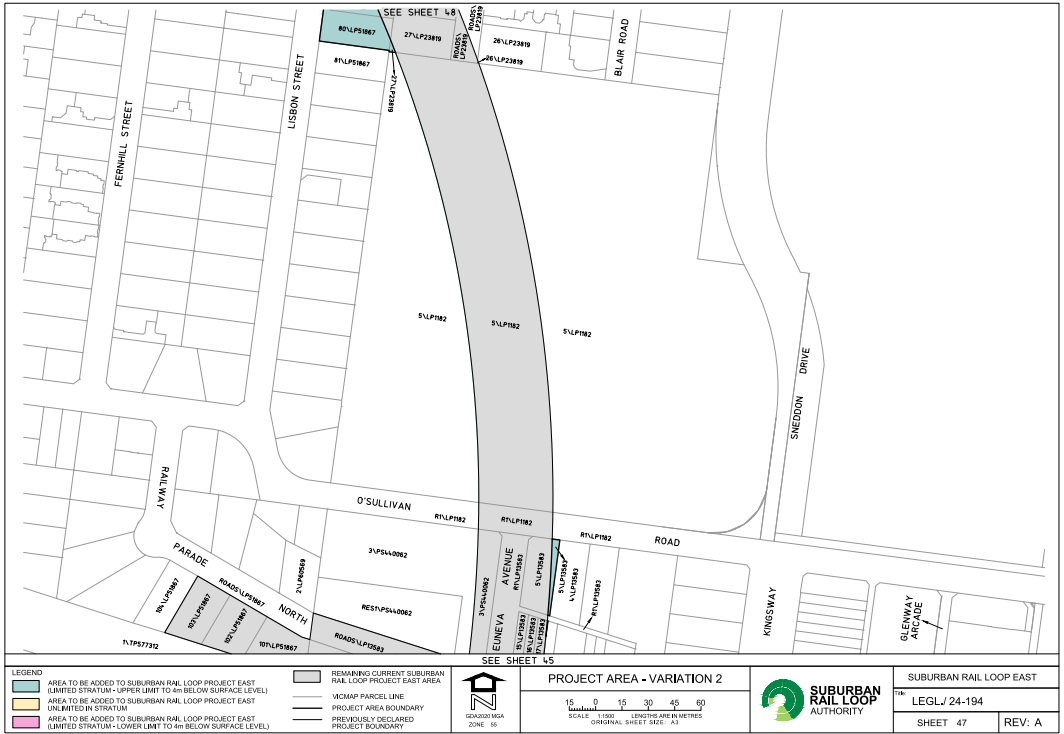 SEE SHEET 48
80\LP51867
27\LP23819
ROADS\LP23819
ROADS\LP23819
26\LP23819
26\LP23819
BLAIR ROAD
81\LP51867
27\LP23819
LISBON STREET
FERNHILL STREET
5\LP1182
5\LP1182
5\LP1182
SNEDDON DRIVE
RAILWAY
O'SULLIVAN
R1\LP1182
R1\LP1182
R1\LP1182
ROAD
PARADE
NORTH
3\PS440062
2\LP80569
ROADS\LP51867
104\LP51867
103\LP51867
102\LP51867
101\LP51867
1\TP577312
RES1\PS440062
ROADS\LP13583
3\PS440062
EUNEVA AVENUE
R1\LP13583
5\LP13583
5\LP13583
4\LP13583
R1\LP13583
15\LP13583
16\LP13583
17\LP13583
KINGSWAY
GLENWAY
ARCADE
SEE SHEET 45
LEGEND
AREA TO BE ADDED TO SUBURBAN RAIL LOOP PROJECT EAST
(LIMITED STRATUM - UPPER LIMIT TO 4m BELOW SURFACE LEVEL)
AREA TO BE ADDED TO SUBURBAN RAIL LOOP PROJECT EAST
UNLIMITED IN STRATUM
AREA TO BE ADDED TO SUBURBAN RAIL LOOP PROJECT EAST
(LIMITED STRATUM - LOWER LIMIT TO 4m BELOW SURFACE LEVEL)
REMAINING CURRENT SUBURBAN
RAIL LOOP PROJECT EAST AREA
VICMAP PARCEL LINE
PROJECT AREA BOUNDARY
PREVIOUSLY DECLARED
PROJECT BOUNDARY
GDA2020 MGA
ZONE 55
PROJECT AREA - VARIATION 2
15 0 15 30 45 60
SCALE 1:1500 LENGTHS ARE IN METRES
ORIGINAL SHEET SIZE: A3
SUBURBAN
RAIL LOOP
AUTHORITY
SUBURBAN RAIL LOOP EAST
Title:
LEGL./ 24-194
SHEET 47
REV: A